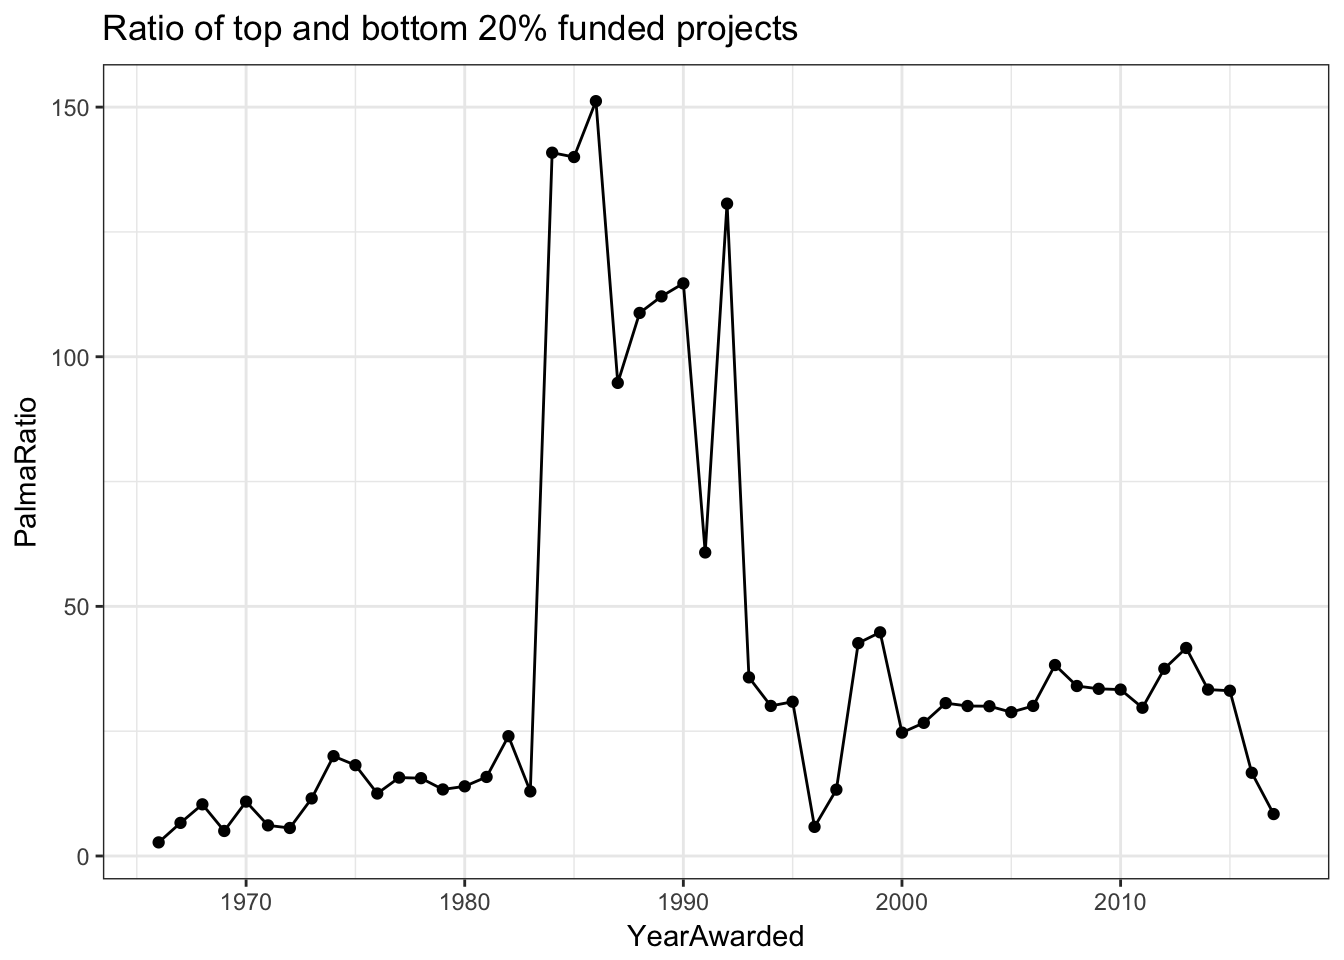 Ratio of top and bottom 20% funded projects
150
100
50
0
PalmaRatio
1970 1980 1990 2000 2010
YearAwarded